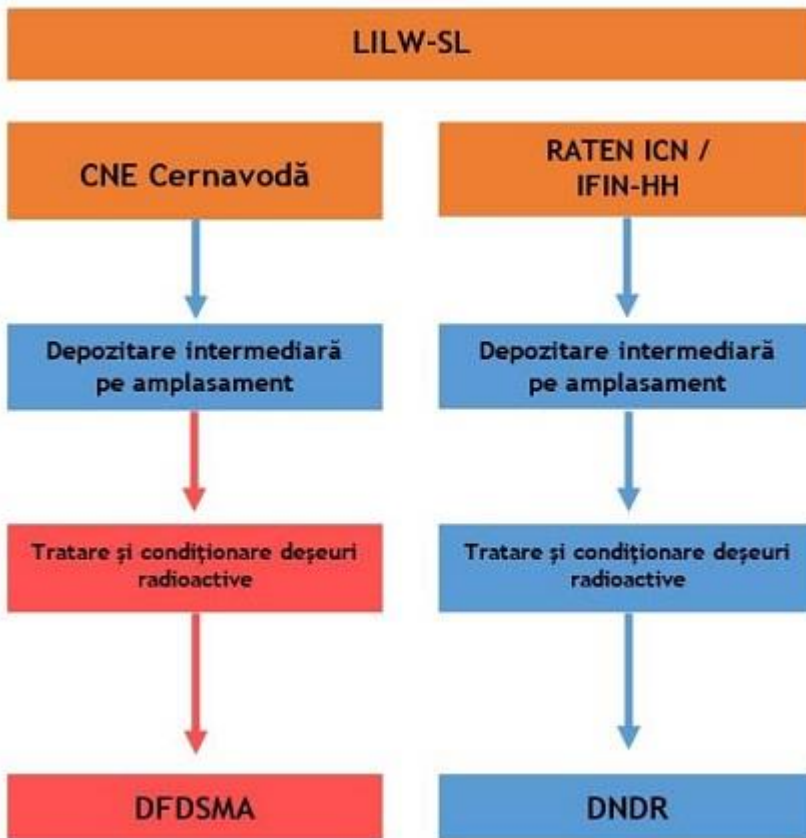 LILW-SL
CNE Cernavodă
RATEN ICN /
IFIN-HH
Depozitare intermediară
pe amplasament
Depozitare intermediară
pe amplasament
Tratare și condiționare deșeuri
radioactive
Tratare și condiționare deșeuri
radioactive
DFDSMA
DNDR